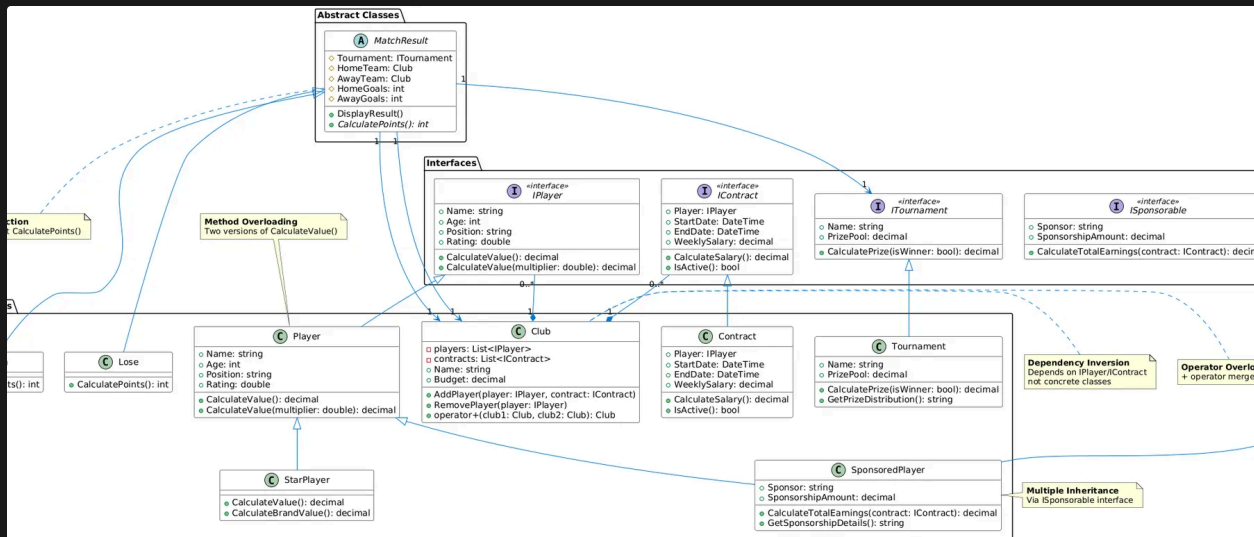 Abstract Classes
A MatchResult
Tournament: ITournament
HomeTeam: Club
AwayTeam: Club
HomeGoals: int
AwayGoals: int
DisplayResult()
CalculatePoints(): int
1
1 1
1
Interfaces
I «interface»
IPlayer
Name: string
Age: int
Position: string
Rating: double
CalculateValue(): decimal
CalculateValue(multiplier: double): decimal
I «interface»
IContract
Player: IPlayer
StartDate: DateTime
EndDate: DateTime
WeeklySalary: decimal
CalculateSalary(): decimal
IsActive(): bool
I «interface»
ITournament
Name: string
PrizePool: decimal
CalculatePrize(isWinner: bool): decimal
I «interface»
ISponsorable
Sponsor: string
SponsorshipAmount: decimal
CalculateTotalEarnings(contract: IContract): decim
ction
t CalculatePoints()
Method Overloading
Two versions of CalculateValue()
0..* 0..*
1 1 1 1
s
ts(): int
C Lose
CalculatePoints(): int
C Player
Name: string
Age: int
Position: string
Rating: double
CalculateValue(): decimal
CalculateValue(multiplier: double): decimal
C Club
players: List<IPlayer>
contracts: List<IContract>
Name: string
Budget: decimal
AddPlayer(player: IPlayer, contract: IContract)
RemovePlayer(player: IPlayer)
operator+(club1: Club, club2: Club): Club
C Contract
Player: IPlayer
StartDate: DateTime
EndDate: DateTime
WeeklySalary: decimal
CalculateSalary(): decimal
IsActive(): bool
C Tournament
Name: string
PrizePool: decimal
CalculatePrize(isWinner: bool): decimal
GetPrizeDistribution(): string
Dependency Inversion
Depends on IPlayer/IContract
not concrete classes
Operator Overlo
+ operator merge
C StarPlayer
CalculateValue(): decimal
CalculateBrandValue(): decimal
C SponsoredPlayer
Sponsor: string
SponsorshipAmount: decimal
CalculateTotalEarnings(contract: IContract): decimal
GetSponsorshipDetails(): string
Multiple Inheritance
Via ISponsorable interface